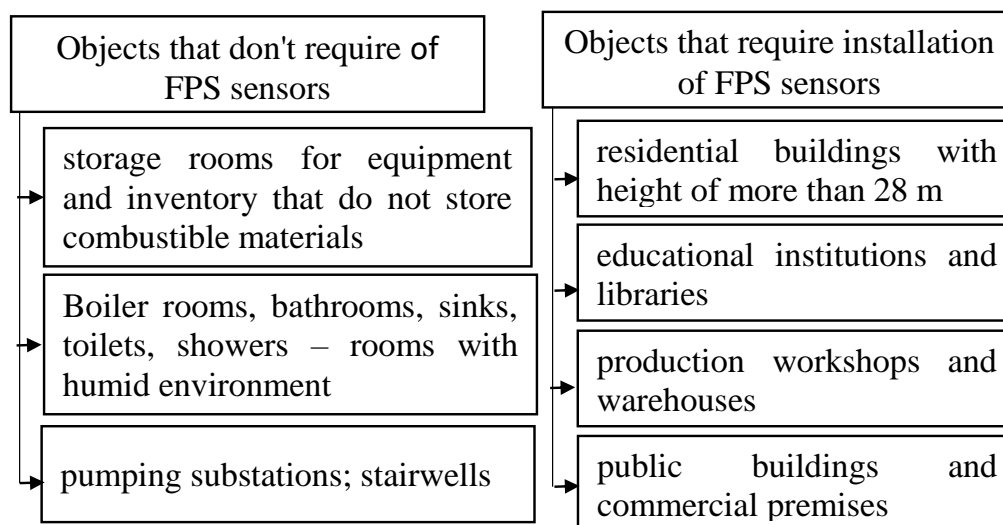 Objects that don't require of
FPS sensors
storage rooms for equipment
and inventory that do not store
combustible materials
Boiler rooms, bathrooms, sinks,
toilets, showers – rooms with
humid environment
pumping substations; stairwells
Objects that require installation
of FPS sensors
residential buildings with
height of more than 28 m
educational institutions and
libraries
production workshops and
warehouses
public buildings and
commercial premises